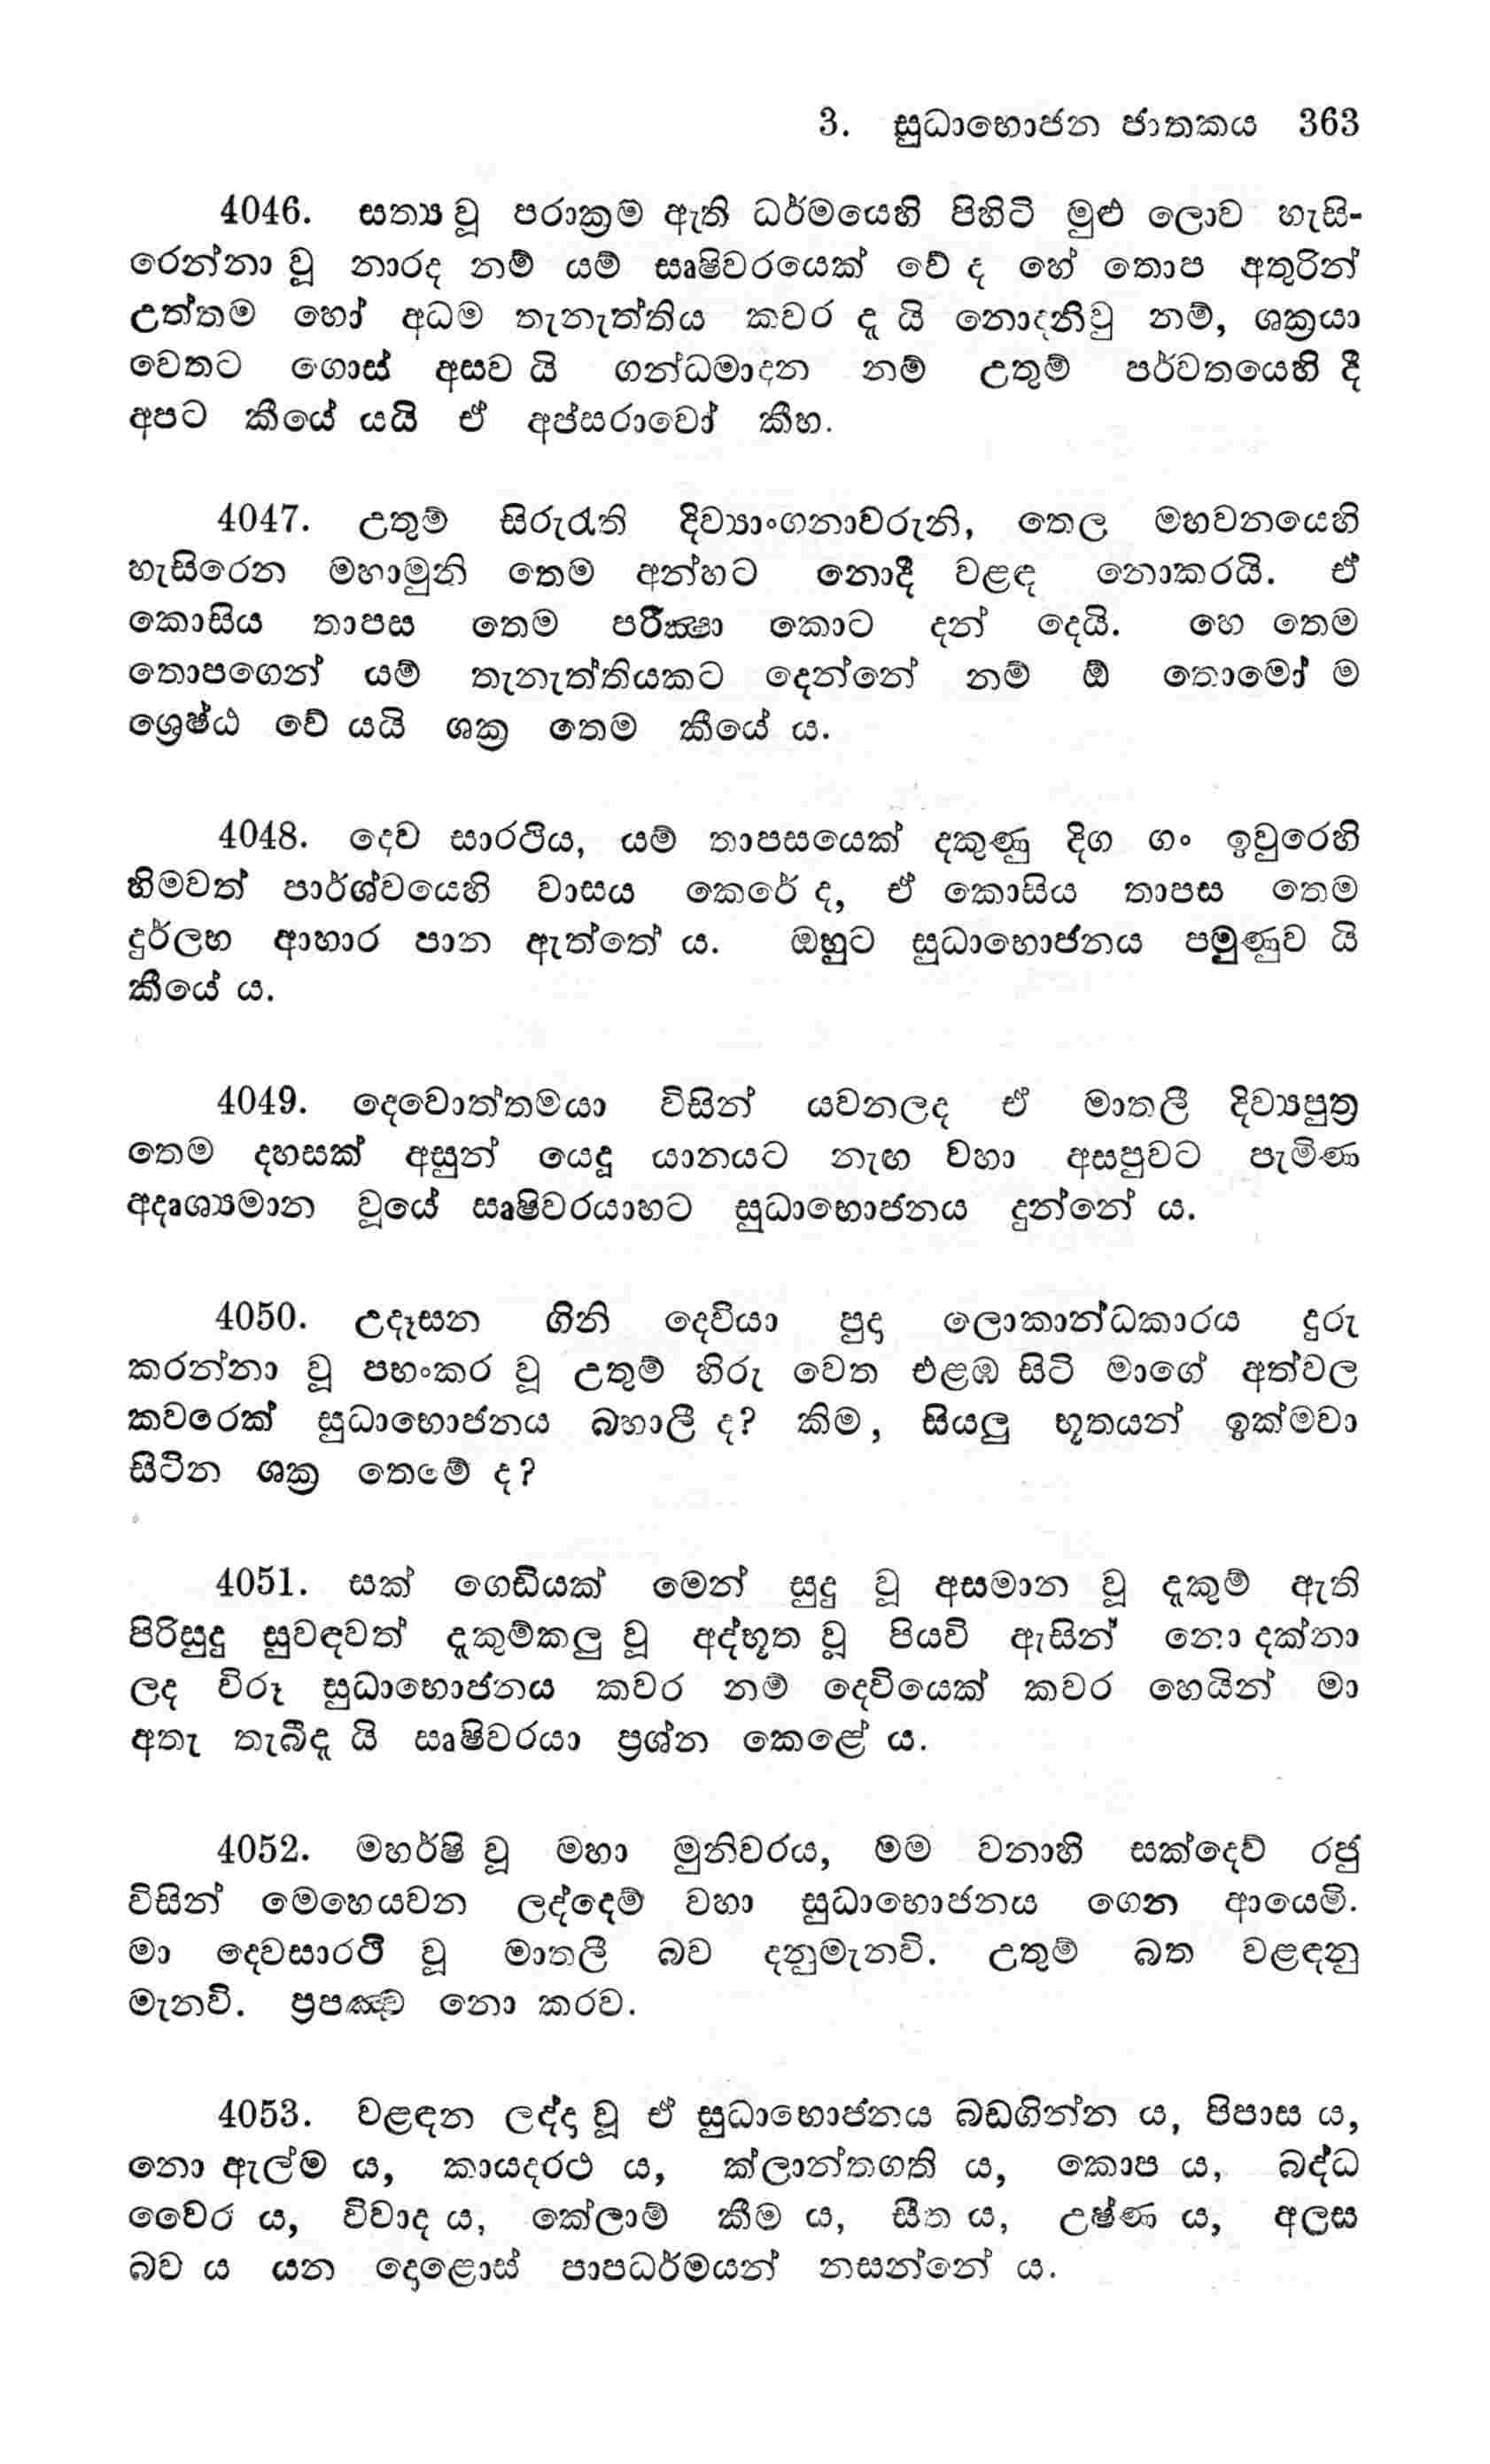 3. සුධාභොජන ජාතකය 363
4046. සත්‍ය වූ පරාක්‍රම ඇති ධර්මයෙහි පිහිටි මුළු ලොව හැසි-
රෙන්නා වූ නාරද නම් යම් සෘෂිවරයෙක් වේ ද හේ තොප අතුරින්
උත්තම හෝ අධම තැනැත්තිය කවර දැ යි නොදනිවු නම්, ශක්‍රයා
වෙතට ගොස් අසව යි ගන්ධමාදන නම් උතුම් පර්වතයෙහි දී
අපට කීයේ යයි ඒ අප්සරාවෝ කීහ.
4047. උතුම් සිරුරැති දිව්‍යාංගනාවරුනි, තෙල මහවනයෙහි
හැසිරෙන මහාමුනි තෙම අන්හට නොදී වළඳ නොකරයි. ඒ
කොසිය තාපස තෙම පරීක්‍ෂා කොට දන් දෙයි. හෙ තෙම
තොපගෙන් යම් තැනැත්තියකට දෙන්නේ නම් ඕ තොමෝ ම
ශ්‍රෙෂ්ඨ වේ යයි ශක්‍ර තෙම කීයේ ය.
4048. දෙව සාරථිය, යම් තාපසයෙක් දකුණු දිග ගං ඉවුරෙහි
හිමවත් පාර්ශ්වයෙහි වාසය කෙරේ ද, ඒ කොසිය තාපස තෙම
දුර්ලභ ආහාර පාන ඇත්තේ ය. ඔහුට සුධාභොජනය පමුණුව යි
කීයේ ය.
4049. දෙවොත්තමයා විසින් යවනලද ඒ මාතලී දිව්‍යපුත්‍ර
තෙම දහසක් අසුන් යෙදූ යානයට නැඟ වහා අසපුවට පැමිණ
අදෘශ්‍යමාන වූයේ සෘෂිවරයාහට සුධාභොජනය දුන්නේ ය.
4050. උදෑසන ගිනි දෙවියා පුදා ලොකාන්ධකාරය දුරු
කරන්නා වූ පභංකර වූ උතුම් හිරු වෙත එළඹ සිටි මාගේ අත්වල
කවරෙක් සුධාභොජනය බහාලී ද? කිම, සියලු භූතයන් ඉක්මවා
සිටින ශක්‍ර තෙමේ ද?
4051. සක් ගෙඩියක් මෙන් සුදු වූ අසමාන වූ දැකුම් ඇති
පිරිසුදු සුවඳවත් දැකුම්කලු වූ අද්භූත වූ පියවි ඇසින් නො දක්නා
ලද විරූ සුධාභොජනය කවර නම් දෙවියෙක් කවර හෙයින් මා
අතැ තැබීදැ යි සෘෂිවරයා ප්‍රශ්න කෙළේ ය.
4052. මහර්ෂි වූ මහා මුනිවරය, මම වනාහි සක්දෙව් රජු
විසින් මෙහෙයවන ලද්දෙම් වහා සුධාභොජනය ගෙන ආයෙමි.
මා දෙවසාරථි වූ මාතලී බව දනුමැනවි. උතුම් බත වළඳනු
මැනවි. ප්‍රපඤ්ච නො කරව.
4053. වළඳන ලද්දා වූ ඒ සුධාභොජනය බඩගින්න ය, පිපාස ය,
නො ඇල්ම ය, කායදරථ ය, ක්ලාන්තගති ය, කොප ය, බද්ධ
වෛර ය, විවාද ය, කේලාම් කීම ය, සීත ය, උෂ්ණ ය, අලස
බව ය යන දොළොස් පාපධර්මයන් නසන්නේ ය.